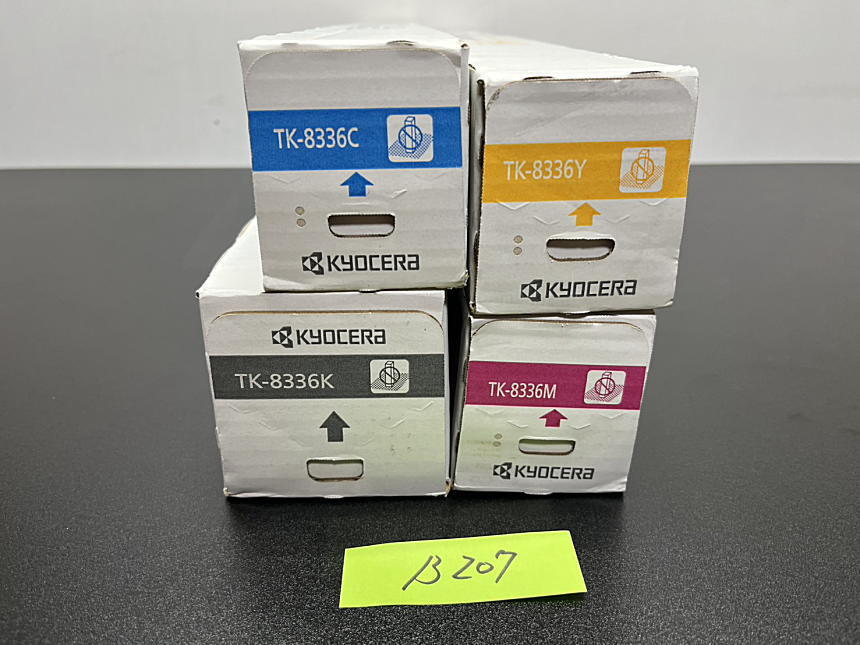 TK-8336C
KYOCERA
TK-8336Y
KYOCERA
KYOCERA
TK-8336K
TK-8336M
KYOCERA
B207